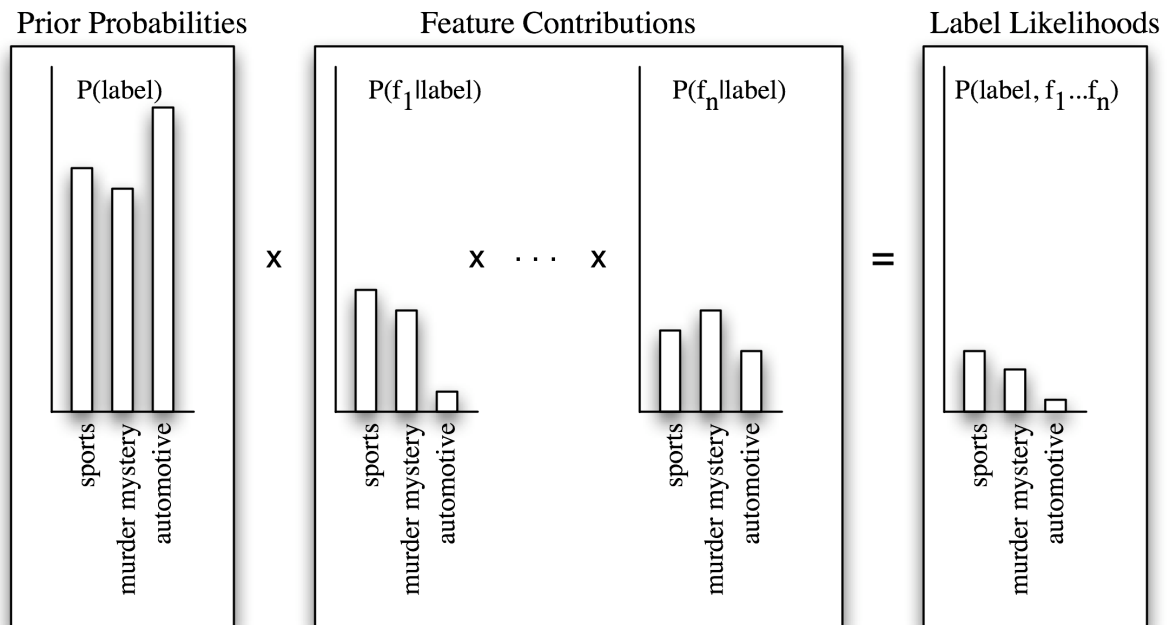 Prior Probabilities
Feature Contributions
Label Likelihoods
P(label)
P(f1|label)
P(fn|label)
P(label, f1...fn)
x
x . . . x
=
sports
murder mystery
automotive
sports
murder mystery
automotive
sports
murder mystery
automotive
sports
murder mystery
automotive